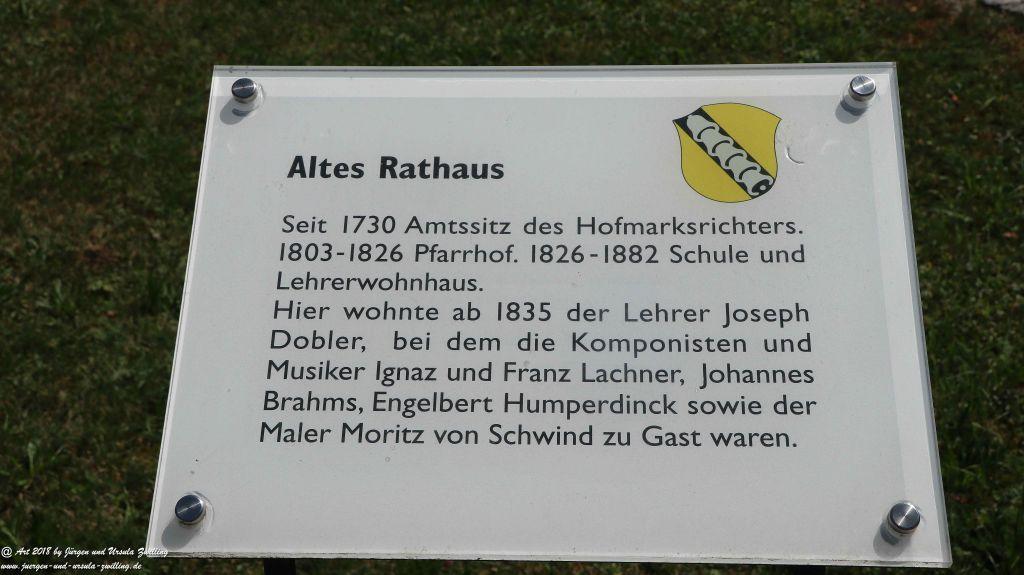 Altes Rathaus
Seit 1730 Amtssitz des Hofmarksrichters.
1803-1826 Pfarrhof. 1826-1882 Schule und
Lehrerwohnhaus.
Hier wohnte ab 1835 der Lehrer Joseph
Dobler, bei dem die Komponisten und
Musiker Ignaz und Franz Lachner, Johannes
Brahms, Engelbert Humperdinck sowie der
Maler Moritz von Schwind zu Gast waren.
@ Art 2018 by Jürgen und Ursula Zwilling
www.juergen-und-ursula-zwilling.de